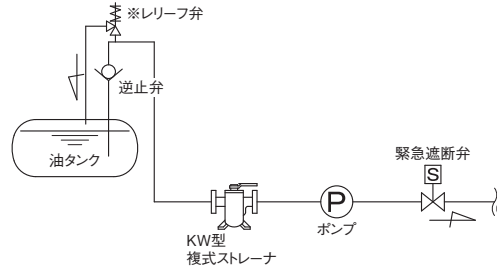 ※レリーフ弁
逆止弁
油タンク
緊急遮断弁
S
P
ポンプ
KW型
複式ストレーナ